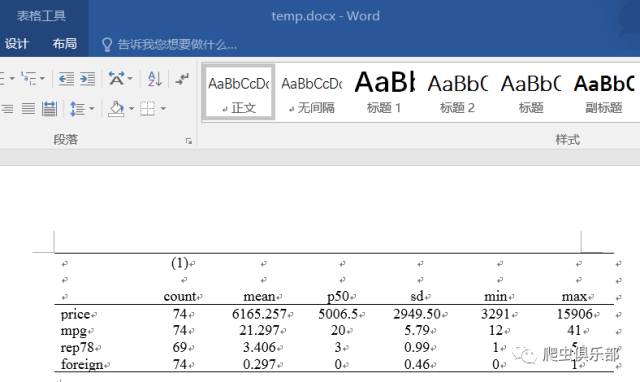 表格工具
temp.docx - Word
设计 布局 告诉我您想要做什么...
AaBbCcDc AaBbCcDc AaBbC AaBbC AaBbC AaBbC
正文 无间隔 标题 1 标题 2 标题 副标题
段落 样式
(1)
count mean p50 sd min max
price 74 6165.257 5006.5 2949.50 3291 15906
mpg 74 21.297 20 5.79 12 41
rep78 69 3.406 3 0.99 1 5
foreign 74 0.297 0 0.46 0 1
爬虫俱乐部